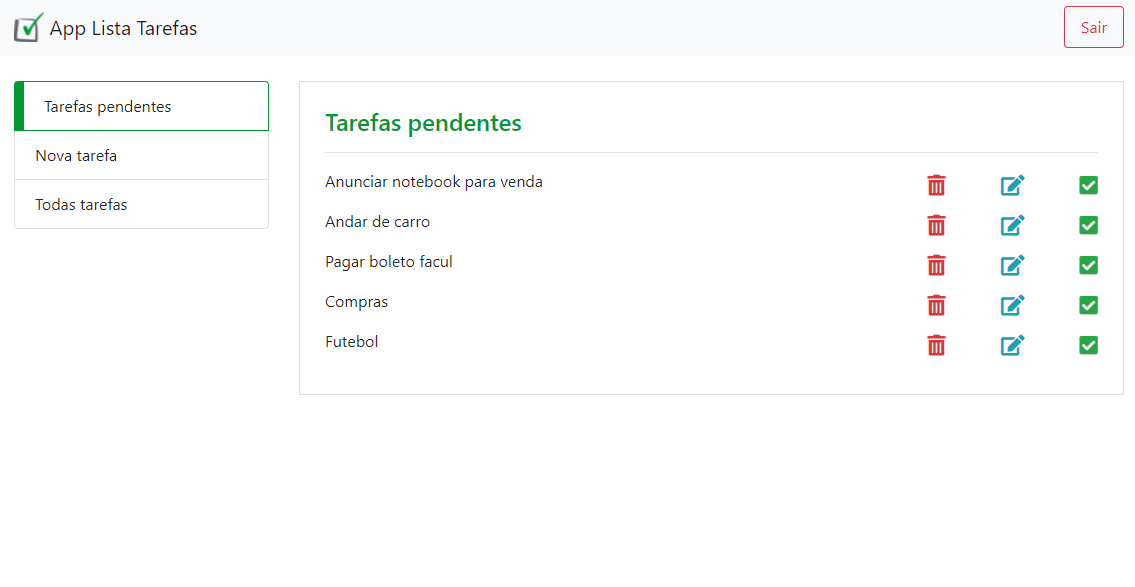 App Lista Tarefas
Sair
Tarefas pendentes
Nova tarefa
Todas tarefas
Tarefas pendentes
Anunciar notebook para venda
Andar de carro
Pagar boleto facul
Compras
Futebol